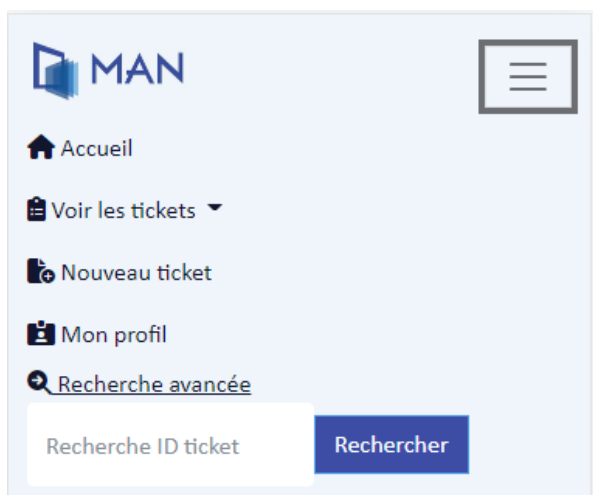 MAN
Accueil
Voir les tickets
Nouveau ticket
Mon profil
Recherche avancée
Recherche ID ticket Rechercher